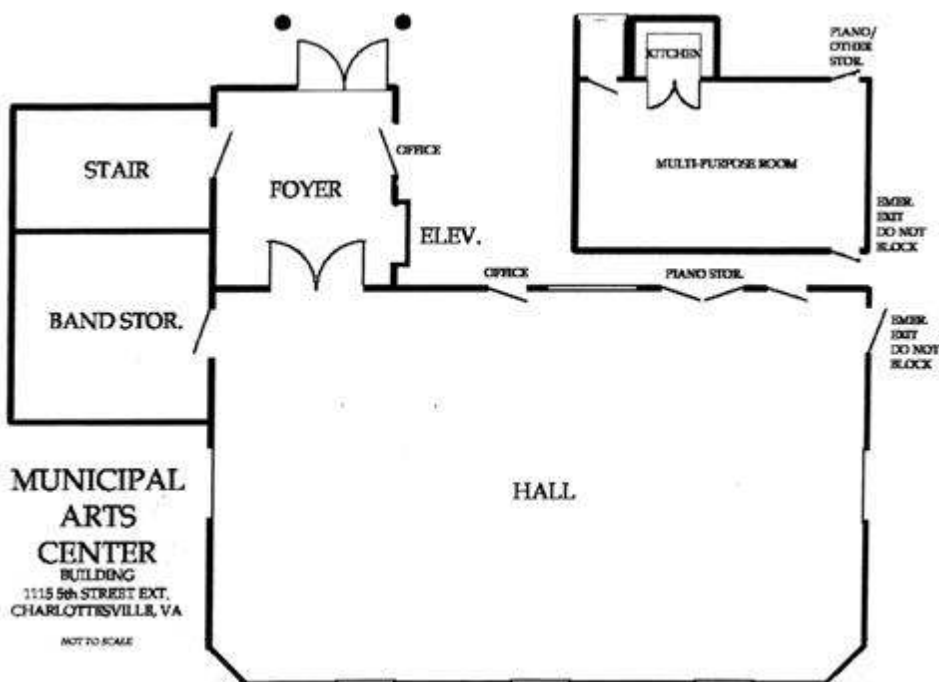 PIANO/
OTHER
STOR.
KITCHEN
STAIR
OFFICE
MULTI-PURPOSE ROOM
FOYER
ELEV.
EMER.
EXIT
DO NOT
BLOCK
OFFICE
PIANO STOR.
BAND STOR.
EMER.
EXIT
DO NOT
BLOCK
HALL
MUNICIPAL
ARTS
CENTER
BUILDING
1115 5th STREET EXT.
CHARLOTTESVILLE, VA
NOT TO SCALE